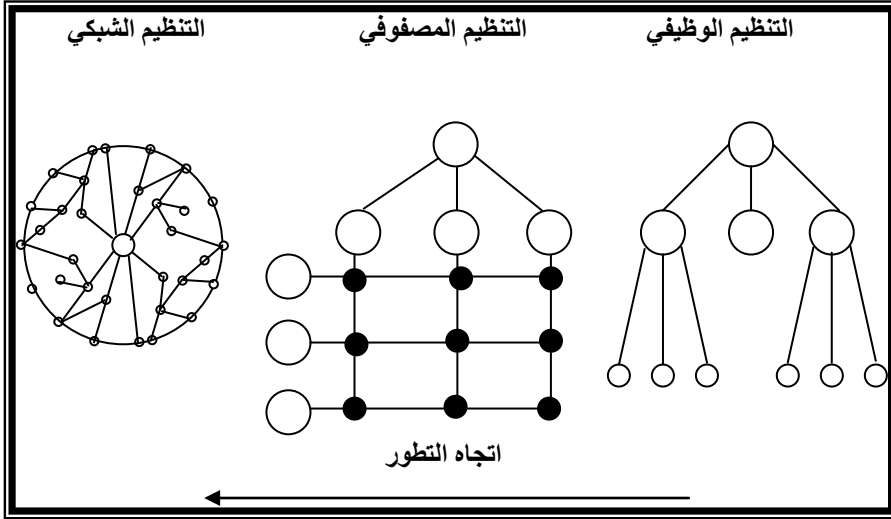 التنظيم الوظيفي
التنظيم المصفوفي
التنظيم الشبكي
اتجاه التطور